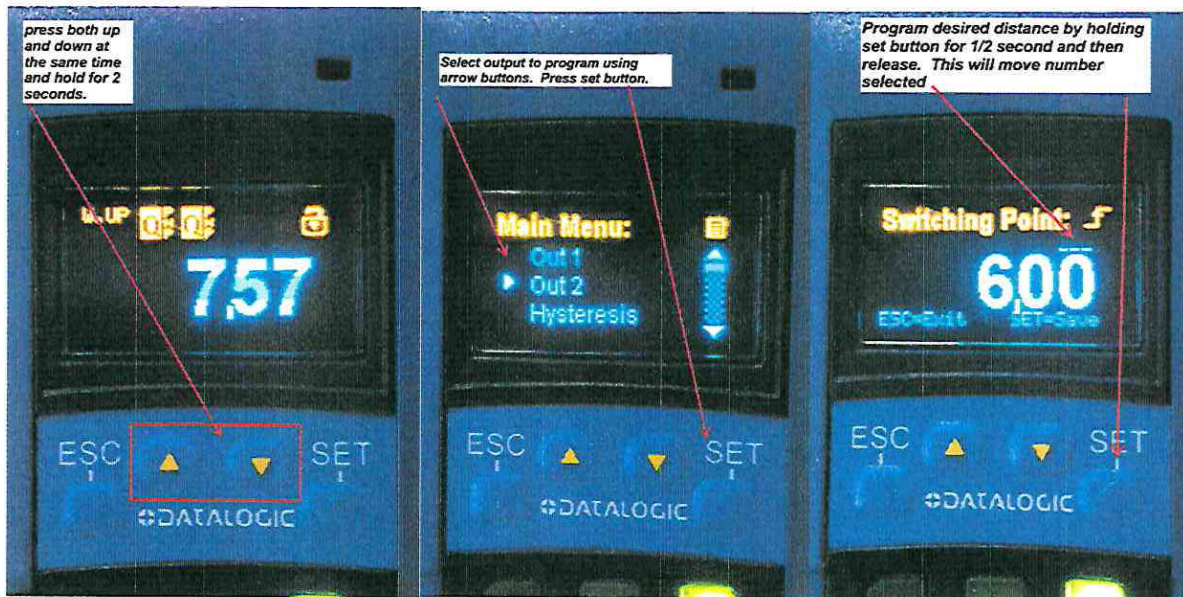 press both up
and down at
the same time
and hold for 2
seconds.
W.UP
7,57
ESC
SET
DATALOGIC
Select output to program using
arrow buttons. Press set button.
Main Menu:
Out 1
Out 2
Hysteresis
ESC
SET
DATALOGIC
Program desired distance by holding
set button for 1/2 second and then
release. This will move number
selected
Switching Point:
6,00
ESC=Exit SET=Save
ESC
SET
DATALOGIC